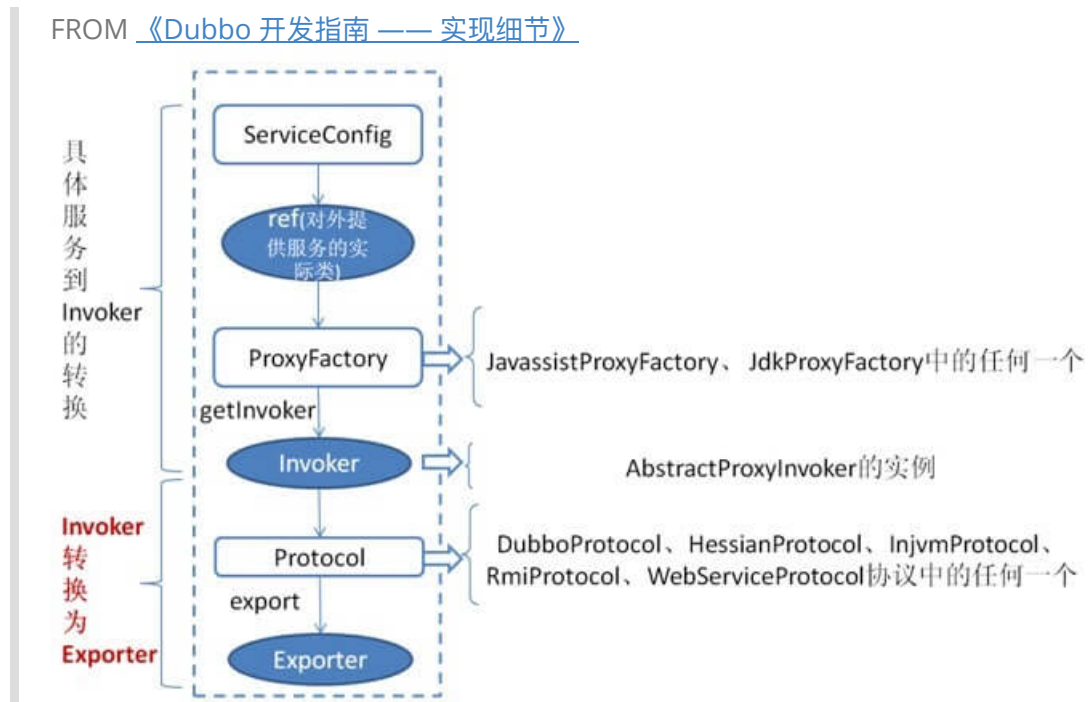 FROM 《Dubbo 开发指南 —— 实现细节》
ServiceConfig
ref(对外提
供服务的实
际类)
具
体
服
务
到
Invoker
的
转
换
ProxyFactory
JavassistProxyFactory、JdkProxyFactory中的任何一个
getInvoker
Invoker
AbstractProxyInvoker的实例
Invoker
转
换
为
Exporter
Protocol
DubboProtocol、HessianProtocol、InjvmProtocol、
RmiProtocol、WebServiceProtocol协议中的任何一个
export
Exporter